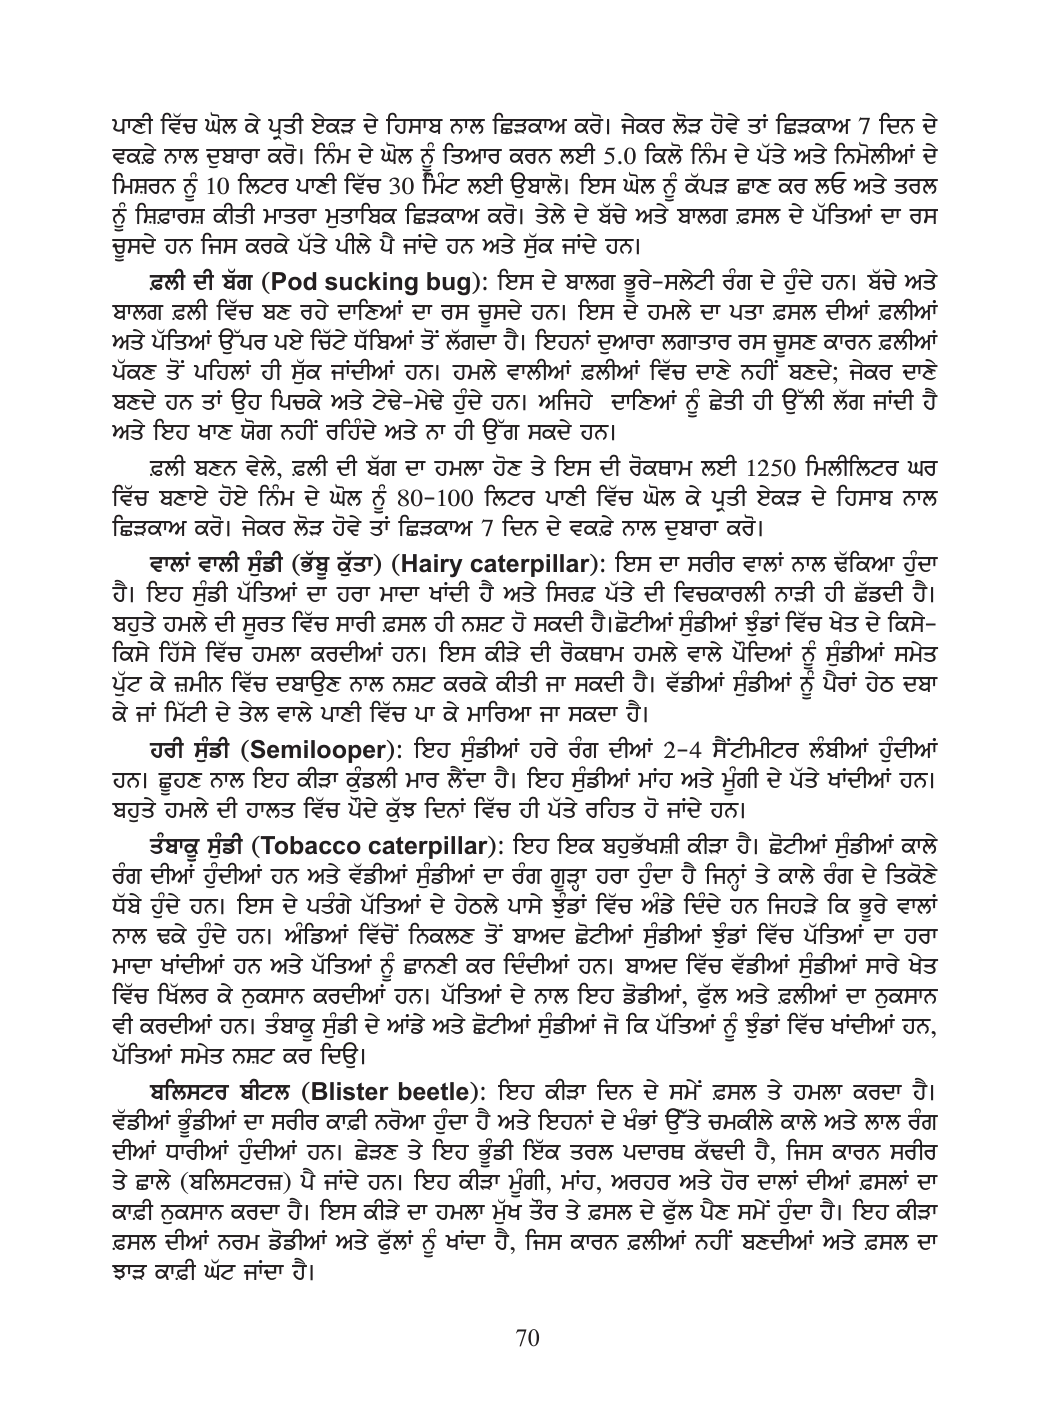 ਪਾਣੀ ਵਿੱਚ ਘੋਲ ਕੇ ਪ੍ਰਤੀ ਏਕੜ ਦੇ ਹਿਸਾਬ ਨਾਲ ਛਿੜਕਾਅ ਕਰੋ। ਜੇਕਰ ਲੋੜ ਹੋਵੇ ਤਾਂ ਛਿੜਕਾਅ 7 ਦਿਨ ਦੇ
ਵਕਫ਼ੇ ਨਾਲ ਦੁਬਾਰਾ ਕਰੋ। ਨਿੰਮ ਦੇ ਘੋਲ ਨੂੰ ਤਿਆਰ ਕਰਨ ਲਈ 5.0 ਕਿਲੋ ਨਿੰਮ ਦੇ ਪੱਤੇ ਅਤੇ ਨਿਮੋਲੀਆਂ ਦੇ
ਮਿਸ਼ਰਨ ਨੂੰ 10 ਲਿਟਰ ਪਾਣੀ ਵਿੱਚ 30 ਮਿੰਟ ਲਈ ਉਬਾਲੋ। ਇਸ ਘੋਲ ਨੂੰ ਕੱਪੜ ਛਾਣ ਕਰ ਲਓ ਅਤੇ ਤਰਲ
ਨੂੰ ਸ਼ਿਫ਼ਾਰਸ਼ ਕੀਤੀ ਮਾਤਰਾ ਮੁਤਾਬਿਕ ਛਿੜਕਾਅ ਕਰੋ। ਤੇਲੇ ਦੇ ਬੱਚੇ ਅਤੇ ਬਾਲਗ ਫ਼ਸਲ ਦੇ ਪੱਤਿਆਂ ਦਾ ਰਸ
ਚੂਸਦੇ ਹਨ ਜਿਸ ਕਰਕੇ ਪੱਤੇ ਪੀਲੇ ਪੈ ਜਾਂਦੇ ਹਨ ਅਤੇ ਸੁੱਕ ਜਾਂਦੇ ਹਨ।
ਫ਼ਲੀ ਦੀ ਬੱਗ (Pod sucking bug): ਇਸ ਦੇ ਬਾਲਗ ਭੂਰੇ-ਸਲੇਟੀ ਰੰਗ ਦੇ ਹੁੰਦੇ ਹਨ। ਬੱਚੇ ਅਤੇ
ਬਾਲਗ ਫ਼ਲੀ ਵਿੱਚ ਬਣ ਰਹੇ ਦਾਣਿਆਂ ਦਾ ਰਸ ਚੂਸਦੇ ਹਨ। ਇਸ ਦੇ ਹਮਲੇ ਦਾ ਪਤਾ ਫ਼ਸਲ ਦੀਆਂ ਫ਼ਲੀਆਂ
ਅਤੇ ਪੱਤਿਆਂ ਉੱਪਰ ਪਏ ਚਿੱਟੇ ਧੱਬਿਆਂ ਤੋਂ ਲੱਗਦਾ ਹੈ। ਇਹਨਾਂ ਦੁਆਰਾ ਲਗਾਤਾਰ ਰਸ ਚੂਸਣ ਕਾਰਨ ਫ਼ਲੀਆਂ
ਪੱਕਣ ਤੋਂ ਪਹਿਲਾਂ ਹੀ ਸੁੱਕ ਜਾਂਦੀਆਂ ਹਨ। ਹਮਲੇ ਵਾਲੀਆਂ ਫ਼ਲੀਆਂ ਵਿੱਚ ਦਾਣੇ ਨਹੀਂ ਬਣਦੇ; ਜੇਕਰ ਦਾਣੇ
ਬਣਦੇ ਹਨ ਤਾਂ ਉਹ ਪਿਚਕੇ ਅਤੇ ਟੇਢੇ-ਮੇਢੇ ਹੁੰਦੇ ਹਨ। ਅਜਿਹੇ ਦਾਣਿਆਂ ਨੂੰ ਛੇਤੀ ਹੀ ਉੱਲੀ ਲੱਗ ਜਾਂਦੀ ਹੈ
ਅਤੇ ਇਹ ਖਾਣ ਯੋਗ ਨਹੀਂ ਰਹਿੰਦੇ ਅਤੇ ਨਾ ਹੀ ਉੱਗ ਸਕਦੇ ਹਨ।
ਫ਼ਲੀ ਬਣਨ ਵੇਲੇ, ਫ਼ਲੀ ਦੀ ਬੱਗ ਦਾ ਹਮਲਾ ਹੋਣ ਤੇ ਇਸ ਦੀ ਰੋਕਥਾਮ ਲਈ 1250 ਮਿਲੀਲਿਟਰ ਘਰ
ਵਿੱਚ ਬਣਾਏ ਹੋਏ ਨਿੰਮ ਦੇ ਘੋਲ ਨੂੰ 80-100 ਲਿਟਰ ਪਾਣੀ ਵਿੱਚ ਘੋਲ ਕੇ ਪ੍ਰਤੀ ਏਕੜ ਦੇ ਹਿਸਾਬ ਨਾਲ
ਛਿੜਕਾਅ ਕਰੋ। ਜੇਕਰ ਲੋੜ ਹੋਵੇ ਤਾਂ ਛਿੜਕਾਅ 7 ਦਿਨ ਦੇ ਵਕਫ਼ੇ ਨਾਲ ਦੁਬਾਰਾ ਕਰੋ।
ਵਾਲਾਂ ਵਾਲੀ ਸੁੰਡੀ (ਭੱਬੂ ਕੁੱਤਾ) (Hairy caterpillar): ਇਸ ਦਾ ਸਰੀਰ ਵਾਲਾਂ ਨਾਲ ਢੱਕਿਆ ਹੁੰਦਾ
ਹੈ। ਇਹ ਸੁੰਡੀ ਪੱਤਿਆਂ ਦਾ ਹਰਾ ਮਾਦਾ ਖਾਂਦੀ ਹੈ ਅਤੇ ਸਿਰਫ਼ ਪੱਤੇ ਦੀ ਵਿਚਕਾਰਲੀ ਨਾੜੀ ਹੀ ਛੱਡਦੀ ਹੈ।
ਬਹੁਤੇ ਹਮਲੇ ਦੀ ਸੂਰਤ ਵਿੱਚ ਸਾਰੀ ਫ਼ਸਲ ਹੀ ਨਸ਼ਟ ਹੋ ਸਕਦੀ ਹੈ।ਛੋਟੀਆਂ ਸੁੰਡੀਆਂ ਝੁੰਡਾਂ ਵਿੱਚ ਖੇਤ ਦੇ ਕਿਸੇ-
ਕਿਸੇ ਹਿੱਸੇ ਵਿੱਚ ਹਮਲਾ ਕਰਦੀਆਂ ਹਨ। ਇਸ ਕੀੜੇ ਦੀ ਰੋਕਥਾਮ ਹਮਲੇ ਵਾਲੇ ਪੌਦਿਆਂ ਨੂੰ ਸੁੰਡੀਆਂ ਸਮੇਤ
ਪੁੱਟ ਕੇ ਜ਼ਮੀਨ ਵਿੱਚ ਦਬਾਉਣ ਨਾਲ ਨਸ਼ਟ ਕਰਕੇ ਕੀਤੀ ਜਾ ਸਕਦੀ ਹੈ। ਵੱਡੀਆਂ ਸੁੰਡੀਆਂ ਨੂੰ ਪੈਰਾਂ ਹੇਠ ਦਬਾ
ਕੇ ਜਾਂ ਮਿੱਟੀ ਦੇ ਤੇਲ ਵਾਲੇ ਪਾਣੀ ਵਿੱਚ ਪਾ ਕੇ ਮਾਰਿਆ ਜਾ ਸਕਦਾ ਹੈ।
ਹਰੀ ਸੁੰਡੀ (Semilooper): ਇਹ ਸੁੰਡੀਆਂ ਹਰੇ ਰੰਗ ਦੀਆਂ 2-4 ਸੈਂਟੀਮੀਟਰ ਲੰਬੀਆਂ ਹੁੰਦੀਆਂ
ਹਨ। ਛੂਹਣ ਨਾਲ ਇਹ ਕੀੜਾ ਕੁੰਡਲੀ ਮਾਰ ਲੈਂਦਾ ਹੈ। ਇਹ ਸੁੰਡੀਆਂ ਮਾਂਹ ਅਤੇ ਮੂੰਗੀ ਦੇ ਪੱਤੇ ਖਾਂਦੀਆਂ ਹਨ।
ਬਹੁਤੇ ਹਮਲੇ ਦੀ ਹਾਲਤ ਵਿੱਚ ਪੌਦੇ ਕੁੱਝ ਦਿਨਾਂ ਵਿੱਚ ਹੀ ਪੱਤੇ ਰਹਿਤ ਹੋ ਜਾਂਦੇ ਹਨ।
ਤੰਬਾਕੂ ਸੁੰਡੀ (Tobacco caterpillar): ਇਹ ਇਕ ਬਹੁਭੱਖਸ਼ੀ ਕੀੜਾ ਹੈ। ਛੋਟੀਆਂ ਸੁੰਡੀਆਂ ਕਾਲੇ
ਰੰਗ ਦੀਆਂ ਹੁੰਦੀਆਂ ਹਨ ਅਤੇ ਵੱਡੀਆਂ ਸੁੰਡੀਆਂ ਦਾ ਰੰਗ ਗੂੜ੍ਹਾ ਹਰਾ ਹੁੰਦਾ ਹੈ ਜਿਨ੍ਹਾਂ ਤੇ ਕਾਲੇ ਰੰਗ ਦੇ ਤਿਕੋਣੇ
ਧੱਬੇ ਹੁੰਦੇ ਹਨ। ਇਸ ਦੇ ਪਤੰਗੇ ਪੱਤਿਆਂ ਦੇ ਹੇਠਲੇ ਪਾਸੇ ਝੁੰਡਾਂ ਵਿੱਚ ਅੰਡੇ ਦਿੰਦੇ ਹਨ ਜਿਹੜੇ ਕਿ ਭੂਰੇ ਵਾਲਾਂ
ਨਾਲ ਢਕੇ ਹੁੰਦੇ ਹਨ। ਅੰਡਿਆਂ ਵਿੱਚੋਂ ਨਿਕਲਣ ਤੋਂ ਬਾਅਦ ਛੋਟੀਆਂ ਸੁੰਡੀਆਂ ਝੁੰਡਾਂ ਵਿੱਚ ਪੱਤਿਆਂ ਦਾ ਹਰਾ
ਮਾਦਾ ਖਾਂਦੀਆਂ ਹਨ ਅਤੇ ਪੱਤਿਆਂ ਨੂੰ ਛਾਨਣੀ ਕਰ ਦਿੰਦੀਆਂ ਹਨ। ਬਾਅਦ ਵਿੱਚ ਵੱਡੀਆਂ ਸੁੰਡੀਆਂ ਸਾਰੇ ਖੇਤ
ਵਿੱਚ ਖਿੱਲਰ ਕੇ ਨੁਕਸਾਨ ਕਰਦੀਆਂ ਹਨ। ਪੱਤਿਆਂ ਦੇ ਨਾਲ ਇਹ ਡੋਡੀਆਂ, ਫੁੱਲ ਅਤੇ ਫ਼ਲੀਆਂ ਦਾ ਨੁਕਸਾਨ
ਵੀ ਕਰਦੀਆਂ ਹਨ। ਤੰਬਾਕੂ ਸੁੰਡੀ ਦੇ ਆਂਡੇ ਅਤੇ ਛੋਟੀਆਂ ਸੁੰਡੀਆਂ ਜੋ ਕਿ ਪੱਤਿਆਂ ਨੂੰ ਝੁੰਡਾਂ ਵਿੱਚ ਖਾਂਦੀਆਂ ਹਨ,
ਪੱਤਿਆਂ ਸਮੇਤ ਨਸ਼ਟ ਕਰ ਦਿਉ।
ਬਲਿਸਟਰ ਬੀਟਲ (Blister beetle): ਇਹ ਕੀੜਾ ਦਿਨ ਦੇ ਸਮੇਂ ਫ਼ਸਲ ਤੇ ਹਮਲਾ ਕਰਦਾ ਹੈ।
ਵੱਡੀਆਂ ਭੂੰਡੀਆਂ ਦਾ ਸਰੀਰ ਕਾਫ਼ੀ ਨਰੋਆ ਹੁੰਦਾ ਹੈ ਅਤੇ ਇਹਨਾਂ ਦੇ ਖੰਭਾਂ ਉੱਤੇ ਚਮਕੀਲੇ ਕਾਲੇ ਅਤੇ ਲਾਲ ਰੰਗ
ਦੀਆਂ ਧਾਰੀਆਂ ਹੁੰਦੀਆਂ ਹਨ। ਛੇੜਣ ਤੇ ਇਹ ਭੂੰਡੀ ਇੱਕ ਤਰਲ ਪਦਾਰਥ ਕੱਢਦੀ ਹੈ, ਜਿਸ ਕਾਰਨ ਸਰੀਰ
ਤੇ ਛਾਲੇ (ਬਲਿਸਟਰਜ਼) ਪੈ ਜਾਂਦੇ ਹਨ। ਇਹ ਕੀੜਾ ਮੂੰਗੀ, ਮਾਂਹ, ਅਰਹਰ ਅਤੇ ਹੋਰ ਦਾਲਾਂ ਦੀਆਂ ਫ਼ਸਲਾਂ ਦਾ
ਕਾਫ਼ੀ ਨੁਕਸਾਨ ਕਰਦਾ ਹੈ। ਇਸ ਕੀੜੇ ਦਾ ਹਮਲਾ ਮੁੱਖ ਤੌਰ ਤੇ ਫ਼ਸਲ ਦੇ ਫੁੱਲ ਪੈਣ ਸਮੇਂ ਹੁੰਦਾ ਹੈ। ਇਹ ਕੀੜਾ
ਫ਼ਸਲ ਦੀਆਂ ਨਰਮ ਡੋਡੀਆਂ ਅਤੇ ਫੁੱਲਾਂ ਨੂੰ ਖਾਂਦਾ ਹੈ, ਜਿਸ ਕਾਰਨ ਫ਼ਲੀਆਂ ਨਹੀਂ ਬਣਦੀਆਂ ਅਤੇ ਫ਼ਸਲ ਦਾ
ਝਾੜ ਕਾਫ਼ੀ ਘੱਟ ਜਾਂਦਾ ਹੈ।
70